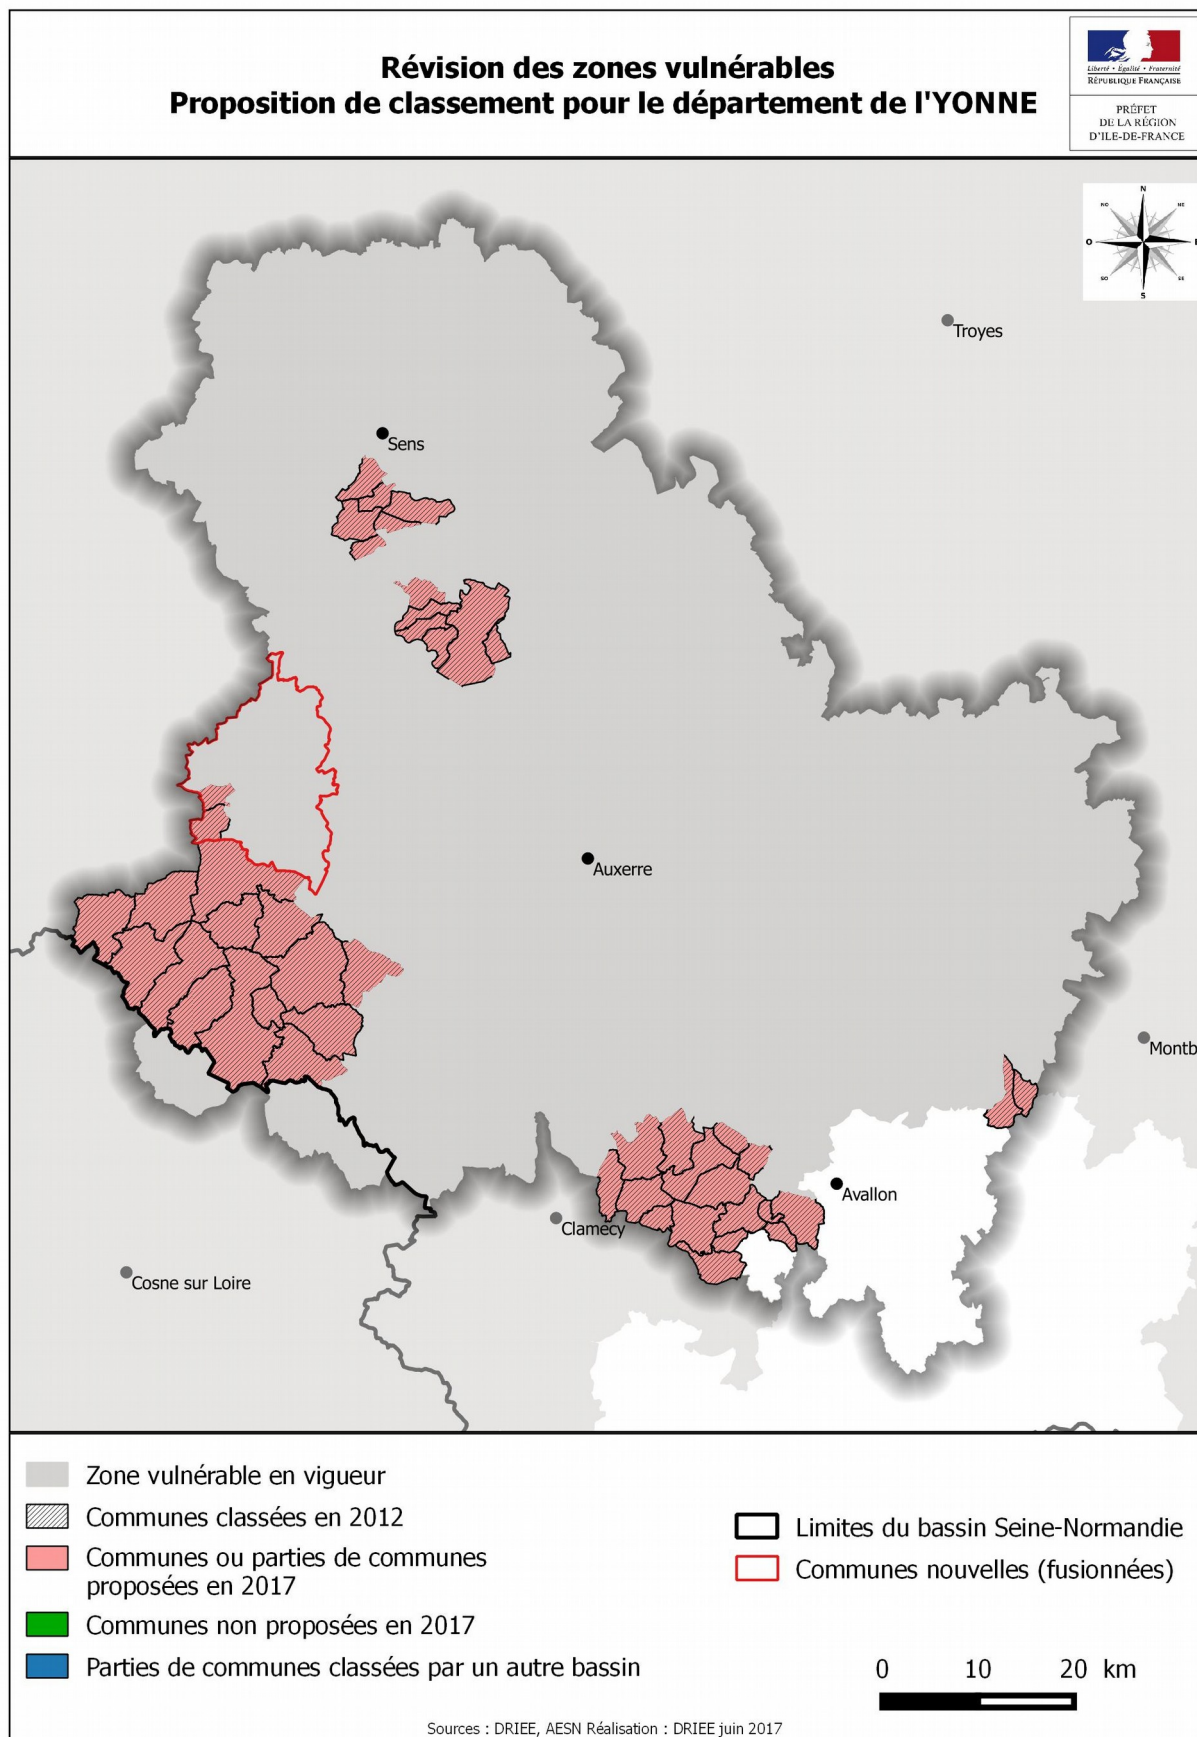 Révision des zones vulnérables
Proposition de classement pour le département de l'YONNE
Liberté • Égalité • Fraternité
RÉPUBLIQUE FRANÇAISE
PRÉFET
DE LA RÉGION
D'ILE-DE-FRANCE
N
NO
NE
O
SO
SE
S
Troyes
Sens
Auxerre
Montb
Avallon
Clamecy
Cosne sur Loire
Zone vulnérable en vigueur
Communes classées en 2012
Communes ou parties de communes
proposées en 2017
Communes non proposées en 2017
Parties de communes classées par un autre bassin
Limites du bassin Seine-Normandie
Communes nouvelles (fusionnées)
0 10 20 km
Sources : DRIEE, AESN Réalisation : DRIEE juin 2017